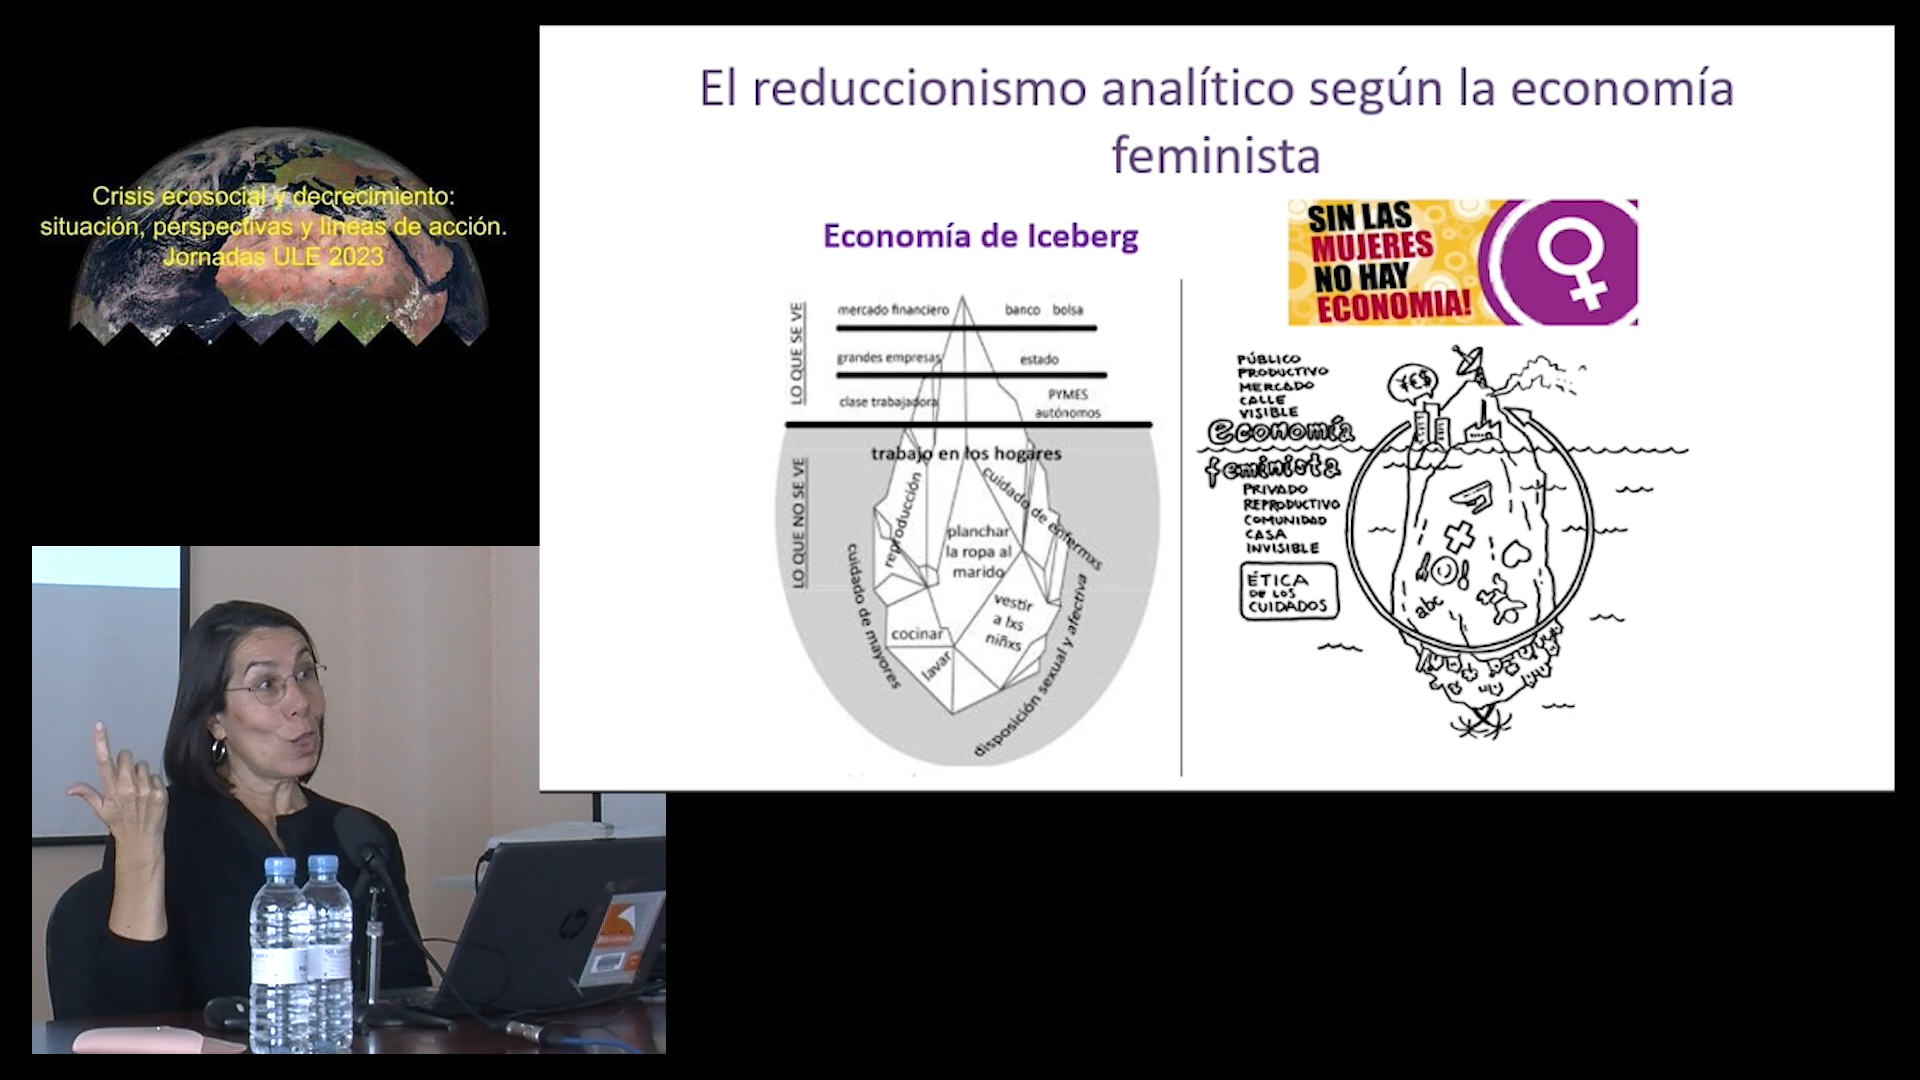 Crisis ecosocial y decrecimiento:
situación, perspectivas y líneas de acción.
Jornadas ULE 2023
El reduccionismo analítico según la economía
feminista
Economía de Iceberg
LO QUE SE VE
mercado financiero banco bolsa
grandes empresas estado
clase trabajadora
PYMES
autónomos
LO QUE NO SE VE
trabajo en los hogares
reproducción
cuidado de enfermxs
planchar
la ropa al
marido
cuidado de mayores
vestir
a lxs
niñxs
cocinar
lavar
disposición sexual y afectiva
SIN LAS
MUJERES
NO HAY
ECONOMIA!
PÚBLICO
PRODUCTIVO
MERCADO
CALLE
VISIBLE
economía
feminista
PRIVADO
REPRODUCTIVO
COMUNIDAD
CASA
INVISIBLE
ÉTICA
DE LOS
CUIDADOS
¥€$
abc
hp